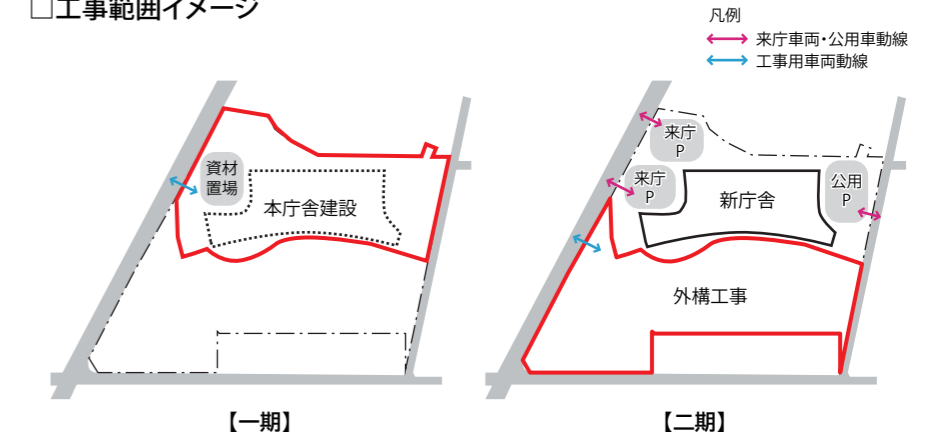 □工事範囲イメージ
凡例
来庁車両・公用車動線
工事用車両動線
資材
置場
本庁舎建設
【一期】
来庁
P
来庁
P
公用
P
新庁舎
外構工事
【二期】